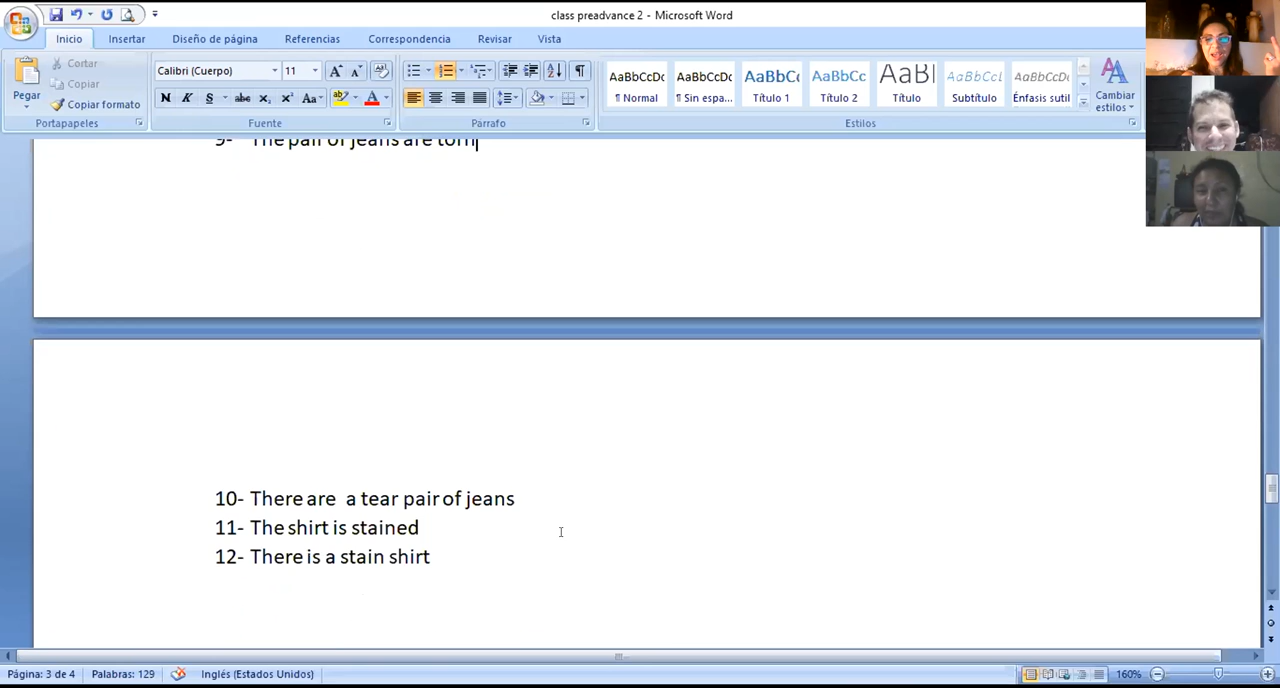 class preadvance 2 - Microsoft Word
Inicio Insertar Diseño de página Referencias Correspondencia Revisar Vista
Pegar
Cortar
Copiar
Copiar formato
Portapapeles
Calibri (Cuerpo) 11
Fuente
Párrafo
AaBbCcDc AaBbCcDc AaBbC AaBbCc AaB AaBbCcL AaBbCcDc
¶ Normal ¶ Sin espa... Título 1 Título 2 Título Subtítulo Énfasis sutil
Cambiar
estilos
Estilos
9- The pair of jeans are torn
10- There are a tear pair of jeans
11- The shirt is stained
12- There is a stain shirt
Página: 3 de 4 Palabras: 129 Inglés (Estados Unidos) 160%